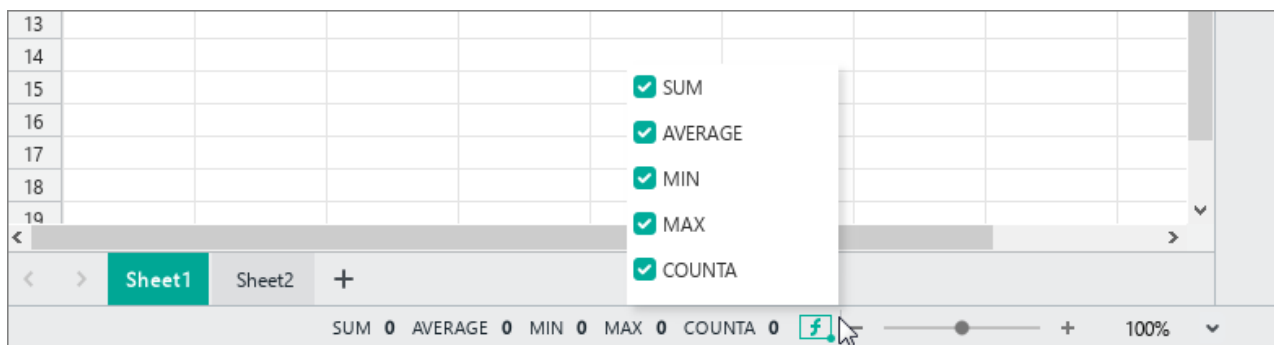 13
14
15
16
17
18
19
SUM
AVERAGE
MIN
MAX
COUNTA
Sheet1 Sheet2 +
SUM 0 AVERAGE 0 MIN 0 MAX 0 COUNTA 0 f − + 100%